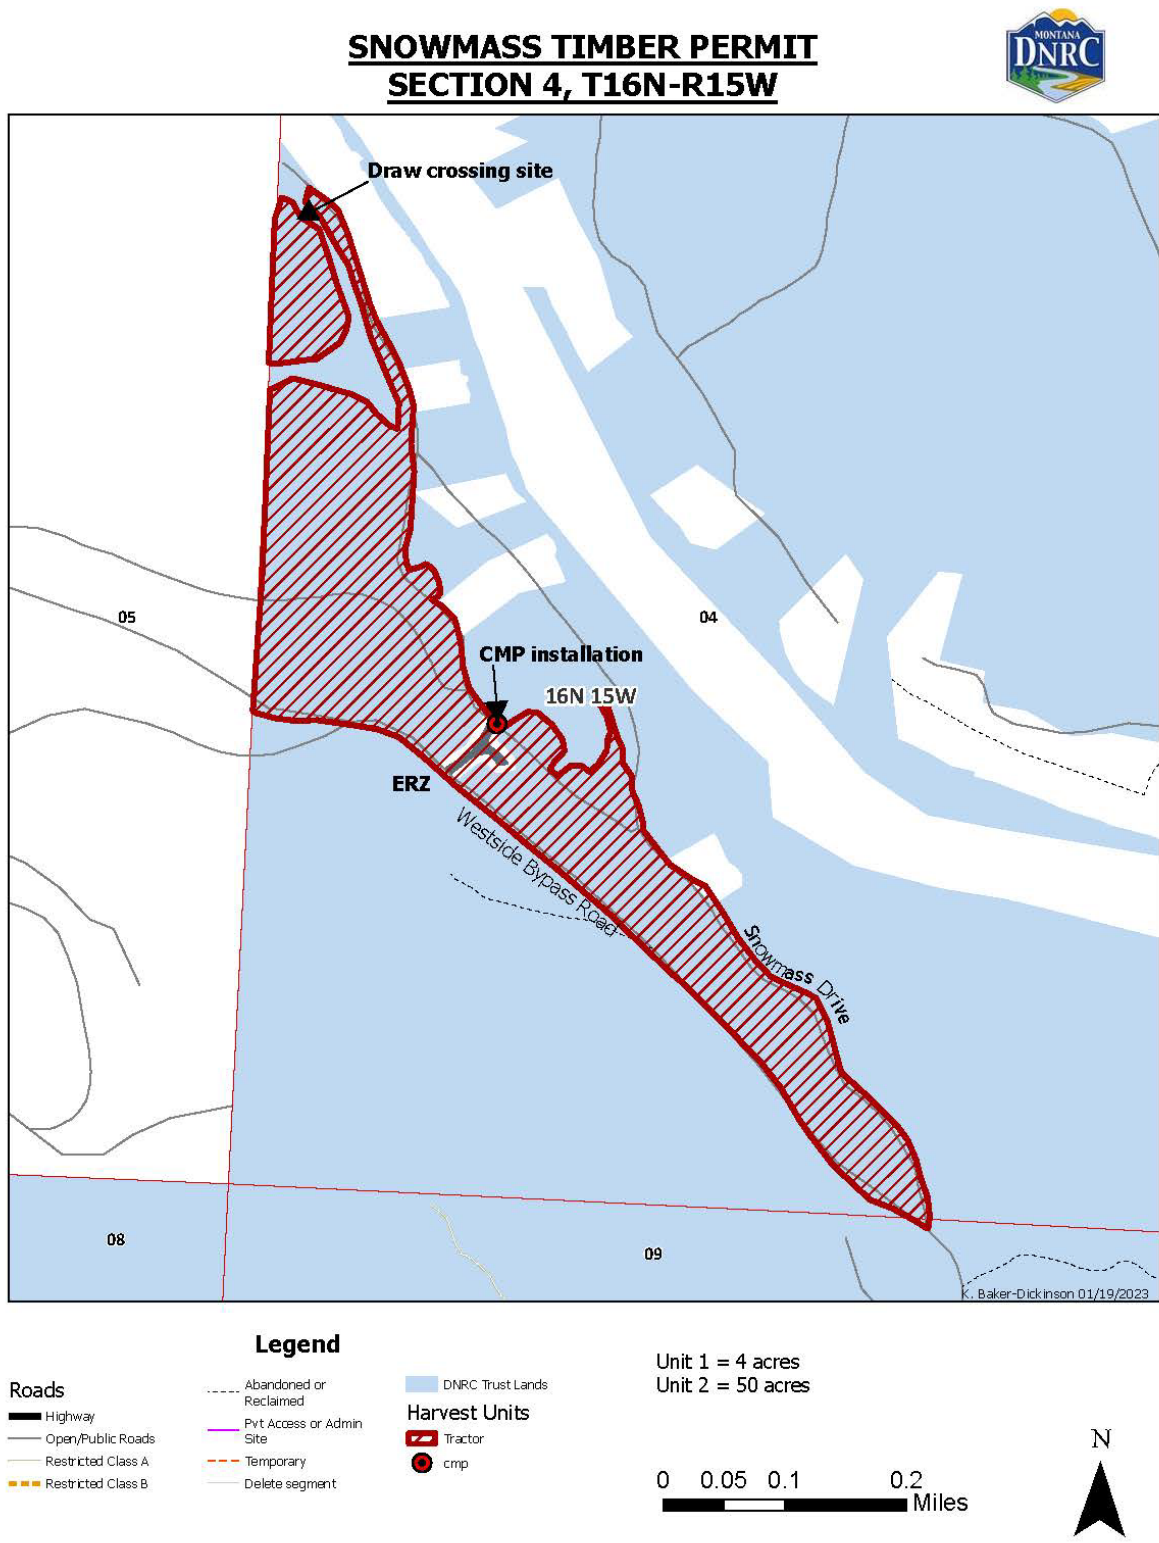 SNOWMASS TIMBER PERMIT
SECTION 4, T16N-R15W
MONTANA
DNRC
Draw crossing site
05
04
CMP installation
16N 15W
ERZ
Westside Bypass Road
Snowmass Drive
08
09
K. Baker-Dickinson 01/19/2023
Legend
Roads
Highway
Open/Public Roads
Restricted Class A
Restricted Class B
Abandoned or
Reclaimed
Pvt Access or Admin
Site
Temporary
Delete segment
DNRC Trust Lands
Harvest Units
Tractor
cmp
Unit 1 = 4 acres
Unit 2 = 50 acres
0 0.05 0.1 0.2
Miles
N